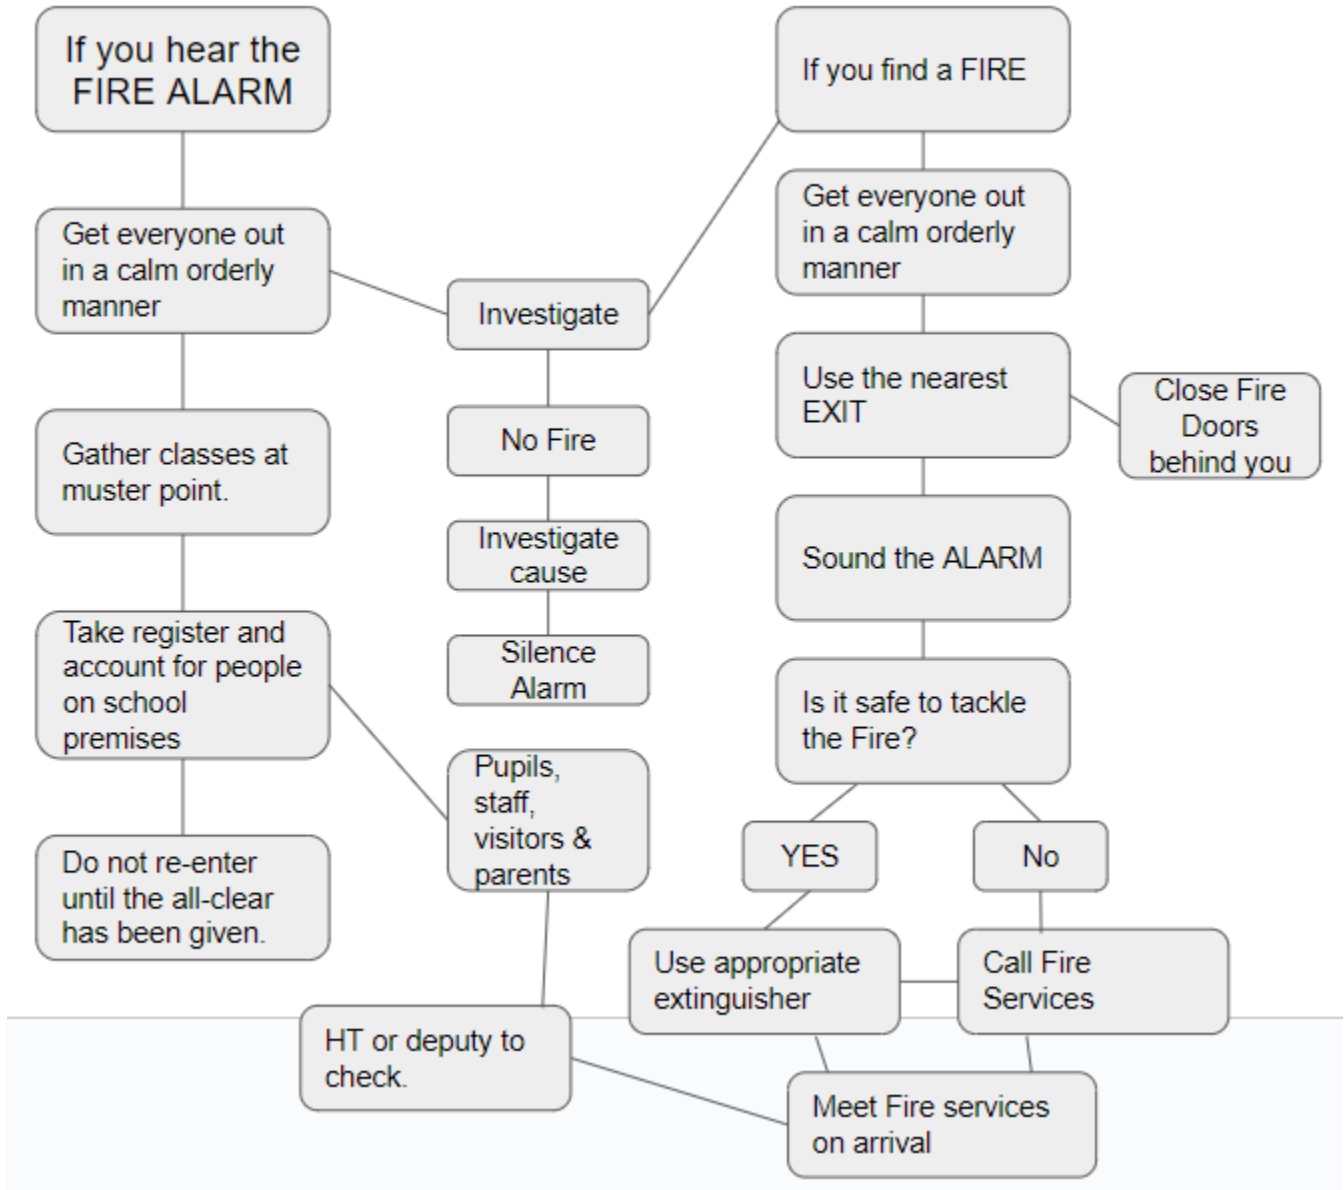 If you hear the
FIRE ALARM
Get everyone out
in a calm orderly
manner
Gather classes at
muster point.
Take register and
account for people
on school
premises
Do not re-enter
until the all-clear
has been given.
Investigate
No Fire
Investigate
cause
Silence
Alarm
Pupils,
staff,
visitors &
parents
HT or deputy to
check.
If you find a FIRE
Get everyone out
in a calm orderly
manner
Use the nearest
EXIT
Close Fire
Doors
behind you
Sound the ALARM
Is it safe to tackle
the Fire?
YES
No
Use appropriate
extinguisher
Call Fire
Services
Meet Fire services
on arrival